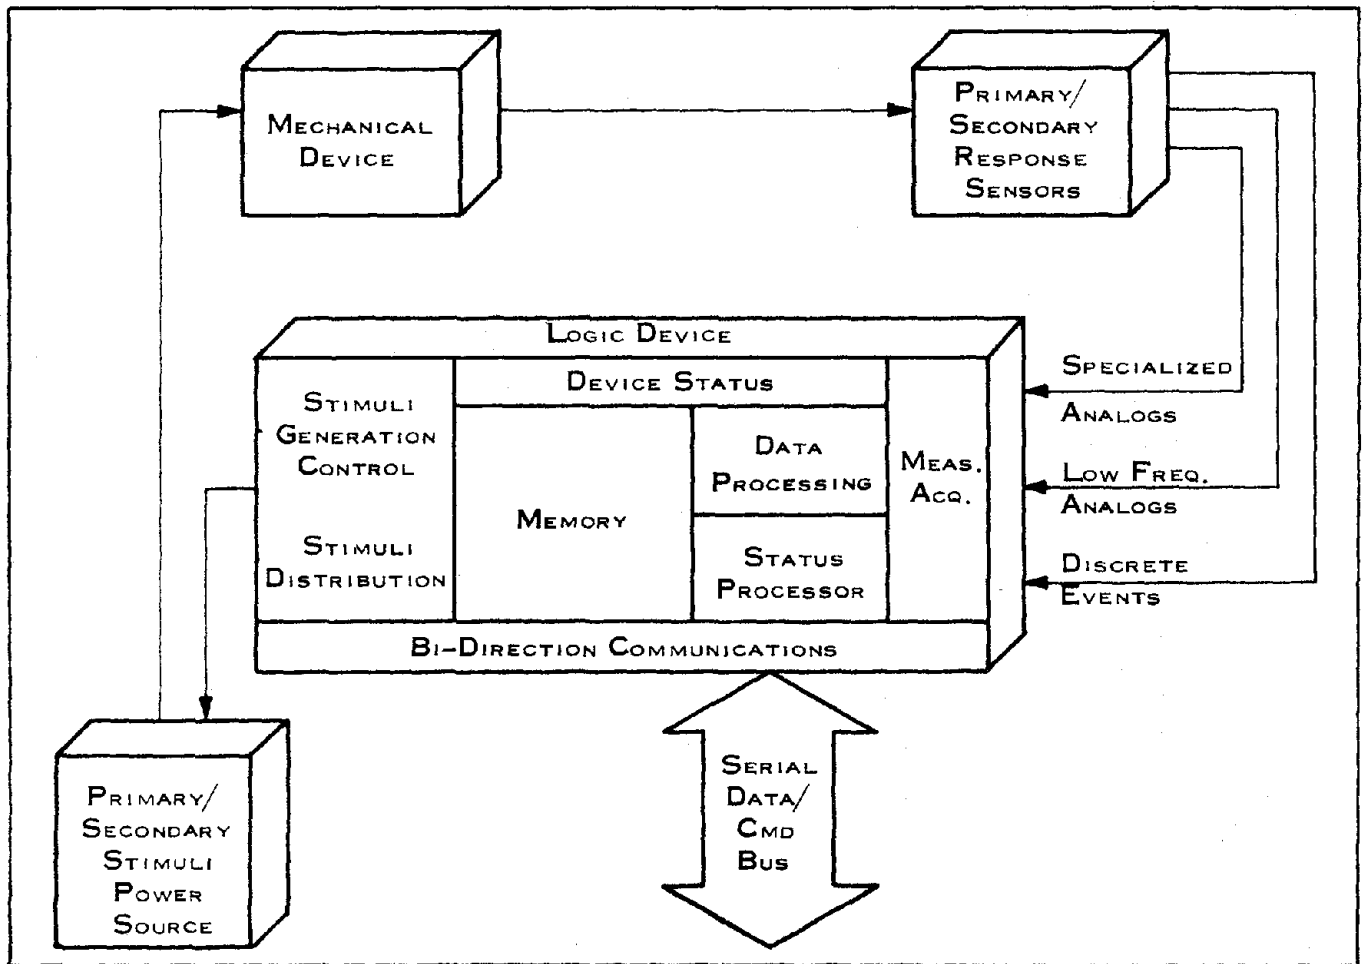 MECHANICAL
DEVICE
PRIMARY/
SECONDARY
RESPONSE
SENSORS
LOGIC DEVICE
STIMULI
GENERATION
CONTROL
STIMULI
DISTRIBUTION
DEVICE STATUS
MEMORY
DATA
PROCESSING
STATUS
PROCESSOR
MEAS.
ACQ.
BI-DIRECTION COMMUNICATIONS
SPECIALIZED
ANALOGS
LOW FREQ.
ANALOGS
DISCRETE
EVENTS
PRIMARY/
SECONDARY
STIMULI
POWER
SOURCE
SERIAL
DATA/
CMD
BUS